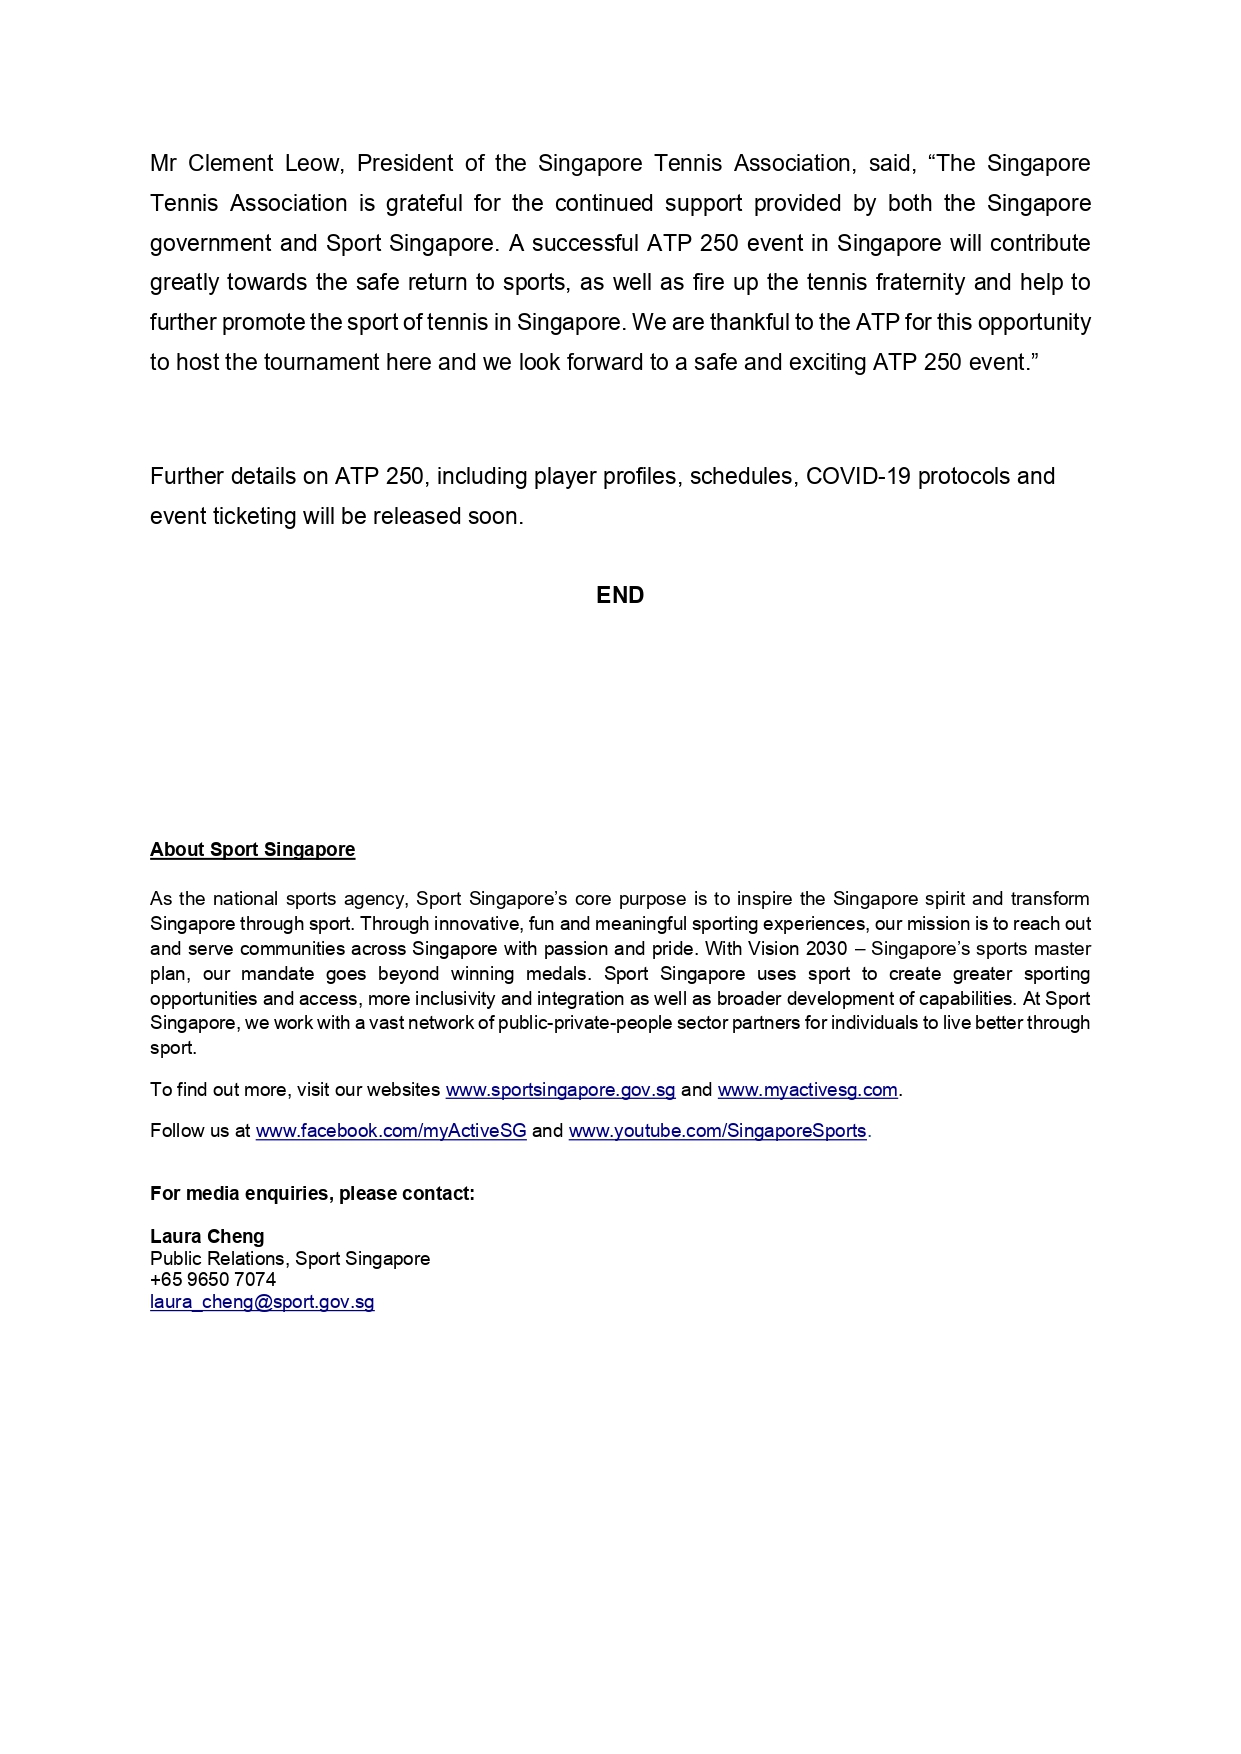 Mr Clement Leow, President of the Singapore Tennis Association, said, “The Singapore
Tennis Association is grateful for the continued support provided by both the Singapore
government and Sport Singapore. A successful ATP 250 event in Singapore will contribute
greatly towards the safe return to sports, as well as fire up the tennis fraternity and help to
further promote the sport of tennis in Singapore. We are thankful to the ATP for this opportunity
to host the tournament here and we look forward to a safe and exciting ATP 250 event.”
Further details on ATP 250, including player profiles, schedules, COVID-19 protocols and
event ticketing will be released soon.
END
About Sport Singapore
As the national sports agency, Sport Singapore’s core purpose is to inspire the Singapore spirit and transform
Singapore through sport. Through innovative, fun and meaningful sporting experiences, our mission is to reach out
and serve communities across Singapore with passion and pride. With Vision 2030 – Singapore’s sports master
plan, our mandate goes beyond winning medals. Sport Singapore uses sport to create greater sporting
opportunities and access, more inclusivity and integration as well as broader development of capabilities. At Sport
Singapore, we work with a vast network of public-private-people sector partners for individuals to live better through
sport.
To find out more, visit our websites www.sportsingapore.gov.sg and www.myactivesg.com.
Follow us at www.facebook.com/myActiveSG and www.youtube.com/SingaporeSports.
For media enquiries, please contact:
Laura Cheng
Public Relations, Sport Singapore
+65 9650 7074
laura_cheng@sport.gov.sg